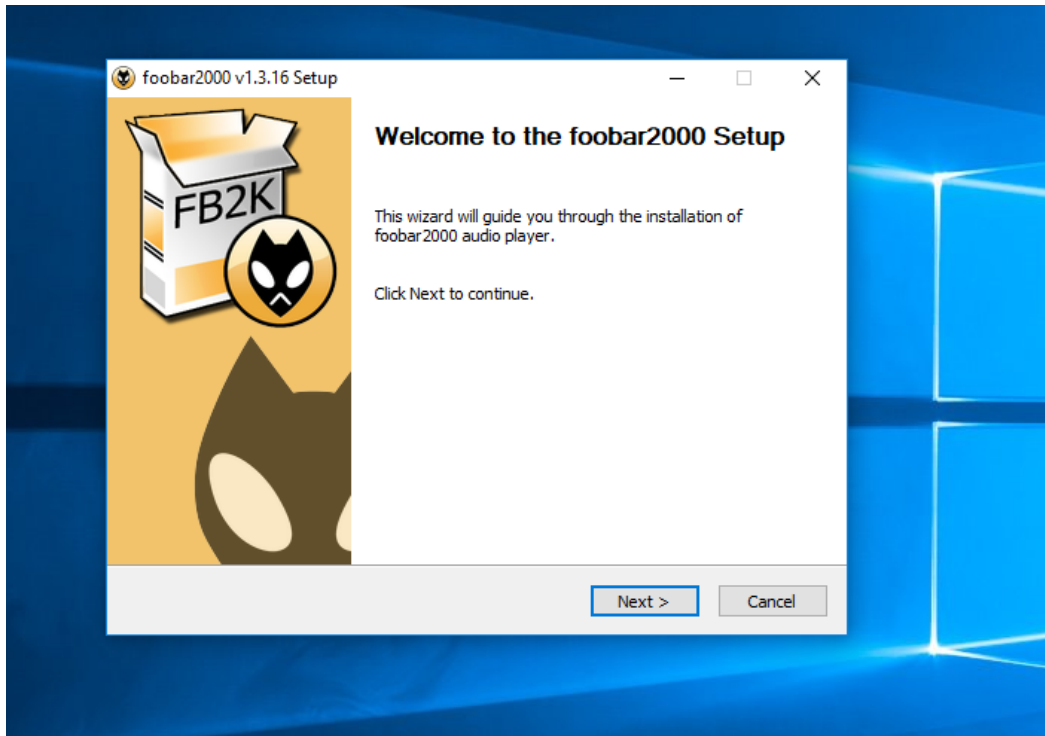 foobar2000 v1.3.16 Setup
FB2K
Welcome to the foobar2000 Setup
This wizard will guide you through the installation of
foobar2000 audio player.
Click Next to continue.
Next >
Cancel